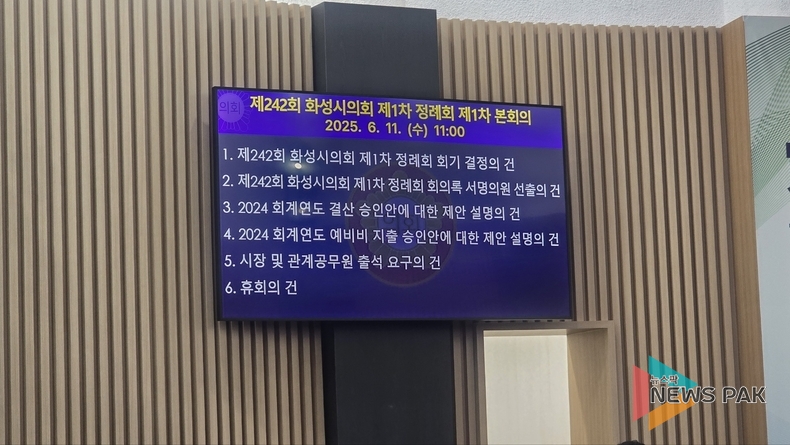 의회
제242회 화성시의회 제1차 정례회 제1차 본회의
2025. 6. 11. (수) 11:00
1. 제242회 화성시의회 제1차 정례회 회기 결정의 건
2. 제242회 화성시의회 제1차 정례회 회의록 서명의원 선출의 건
3. 2024 회계연도 결산 승인안에 대한 제안 설명의 건
4. 2024 회계연도 예비비 지출 승인안에 대한 제안 설명의 건
5. 시장 및 관계공무원 출석 요구의 건
6. 휴회의 건
뉴스팍
NEWS PAK